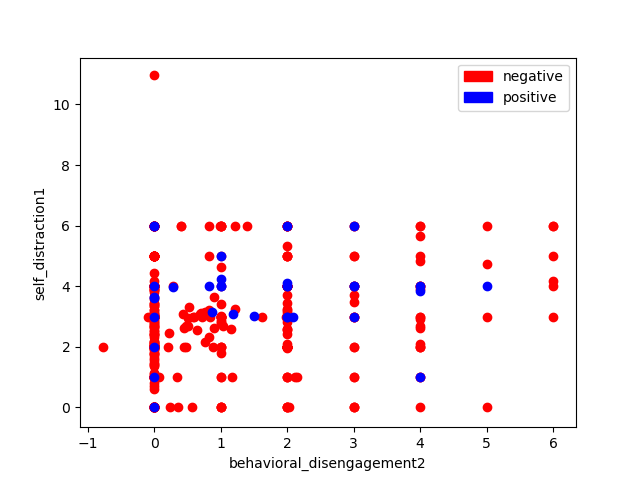 negative
positive
10
8
6
4
2
0
self_distraction1
−1 0 1 2 3 4 5 6
behavioral_disengagement2